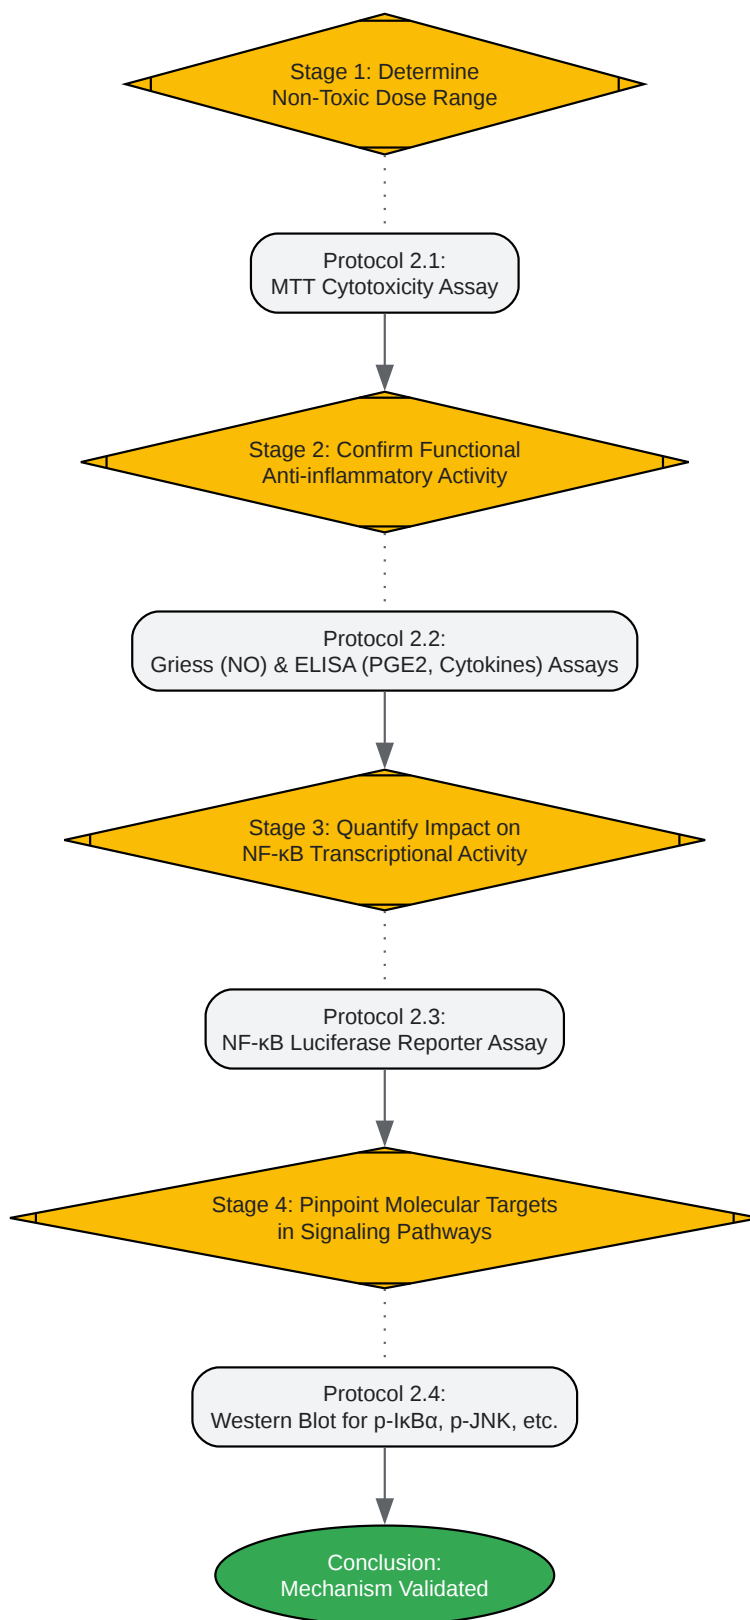 Stage 1: Determine
Non-Toxic Dose Range
Protocol 2.1:
MTT Cytotoxicity Assay
Stage 2: Confirm Functional
Anti-inflammatory Activity
Protocol 2.2:
Griess (NO) & ELISA (PGE2, Cytokines) Assays
Stage 3: Quantify Impact on
NF-κB Transcriptional Activity
Protocol 2.3:
NF-κB Luciferase Reporter Assay
Stage 4: Pinpoint Molecular Targets
in Signaling Pathways
Protocol 2.4:
Western Blot for p-IκBα, p-JNK, etc.
Conclusion:
Mechanism Validated